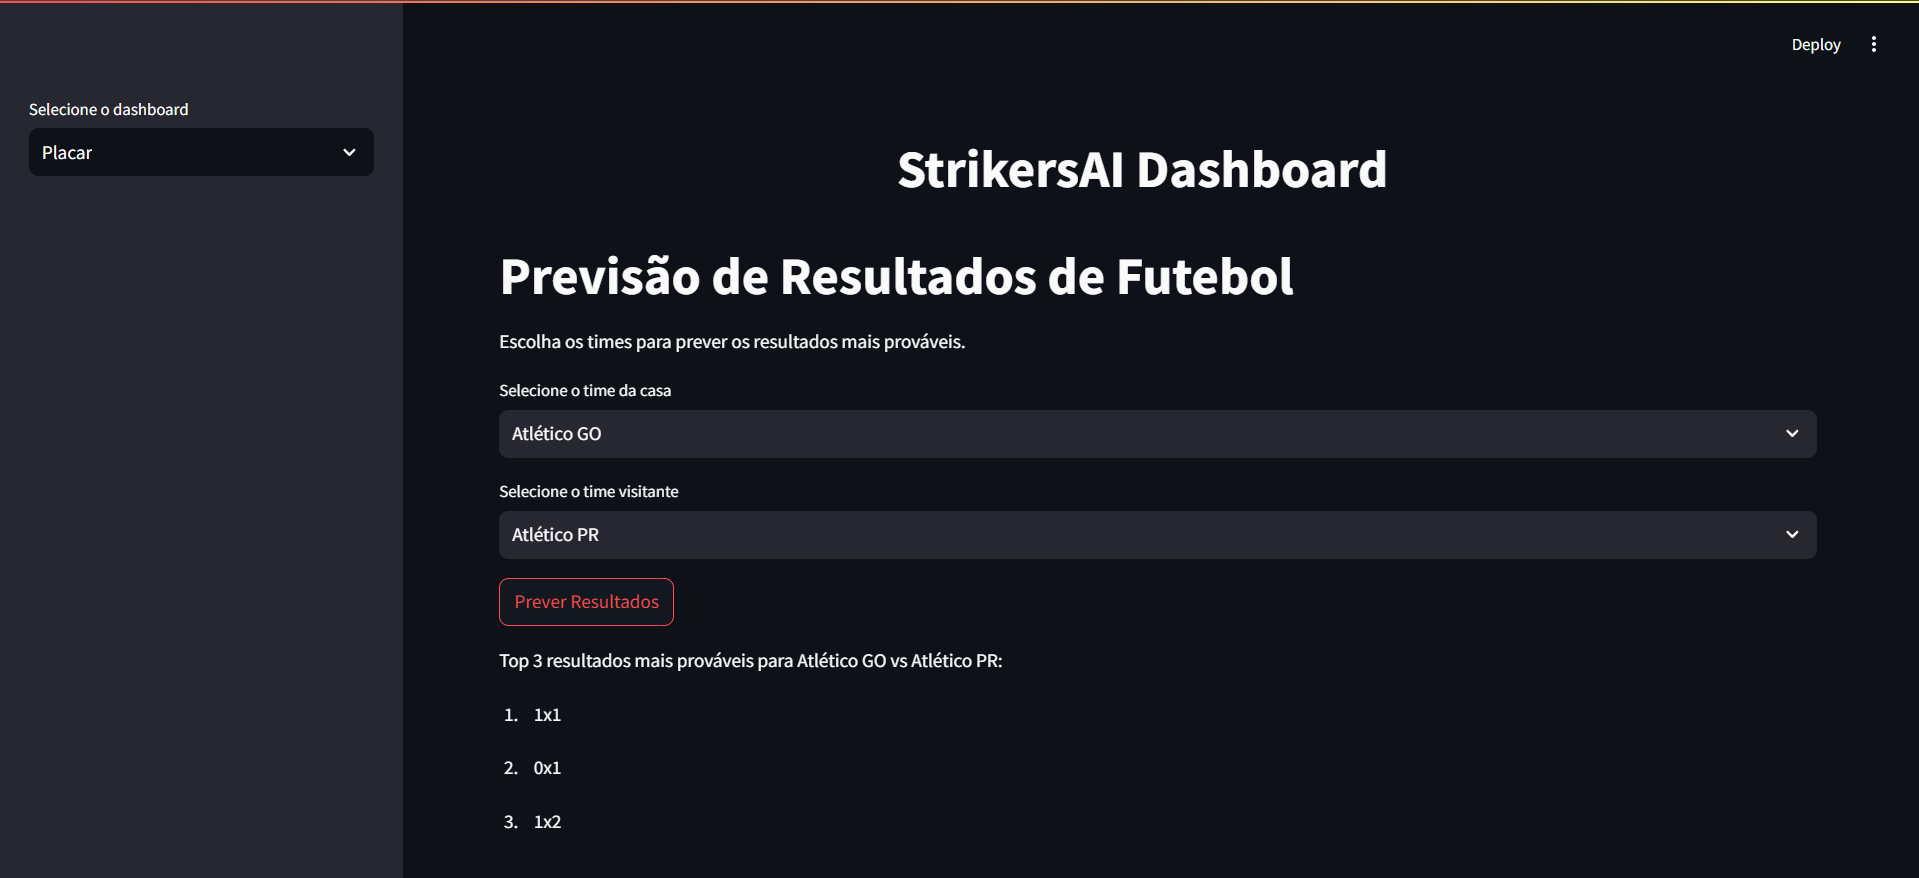 Deploy
Selecione o dashboard
Placar
StrikersAI Dashboard
Previsão de Resultados de Futebol
Escolha os times para prever os resultados mais prováveis.
Selecione o time da casa
Atlético GO
Selecione o time visitante
Atlético PR
Prever Resultados
Top 3 resultados mais prováveis para Atlético GO vs Atlético PR:
1. 1x1
2. 0x1
3. 1x2